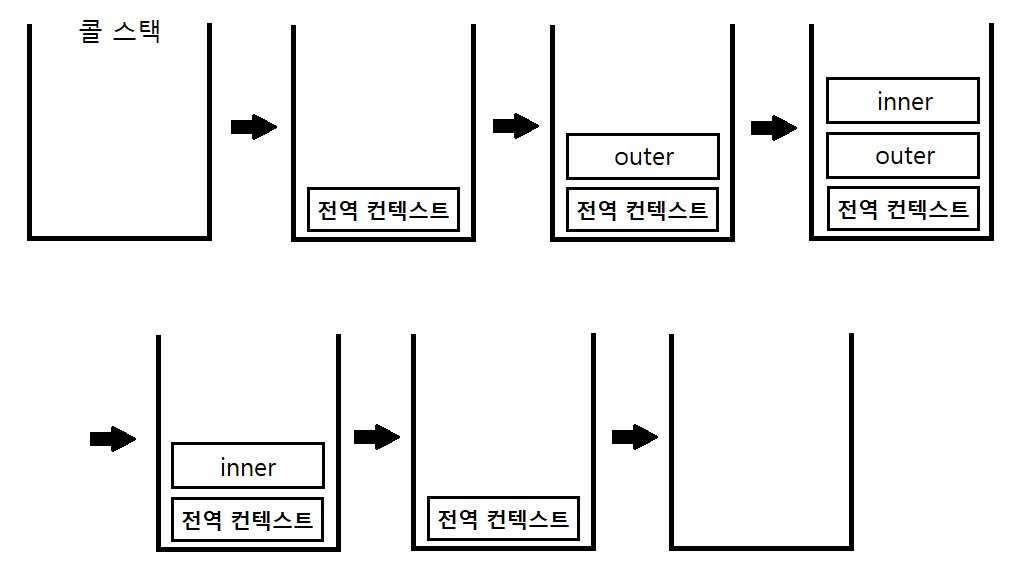 콜 스택
전역 컨텍스트
outer
전역 컨텍스트
inner
outer
전역 컨텍스트
inner
전역 컨텍스트
전역 컨텍스트